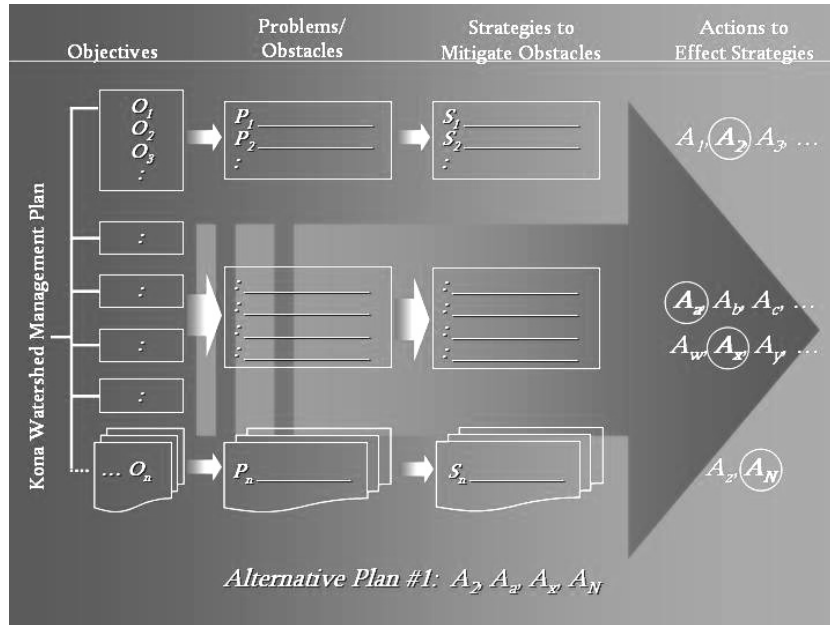 Objectives
Problems/
Obstacles
Strategies to
Mitigate Obstacles
Actions to
Effect Strategies
Kona Watershed Management Plan
O1
O2
O3
:
P1
P2
:
S1
S2
:
A1, A2, A3, ...
:
:
:
:
:
:
:
:
:
:
:
:
Aa, Ab, Ac, ...
Aw, Ax, Ay, ...
... ... On
Pn
Sn
Az, AN
Alternative Plan #1: A2, Aa, Ax, AN